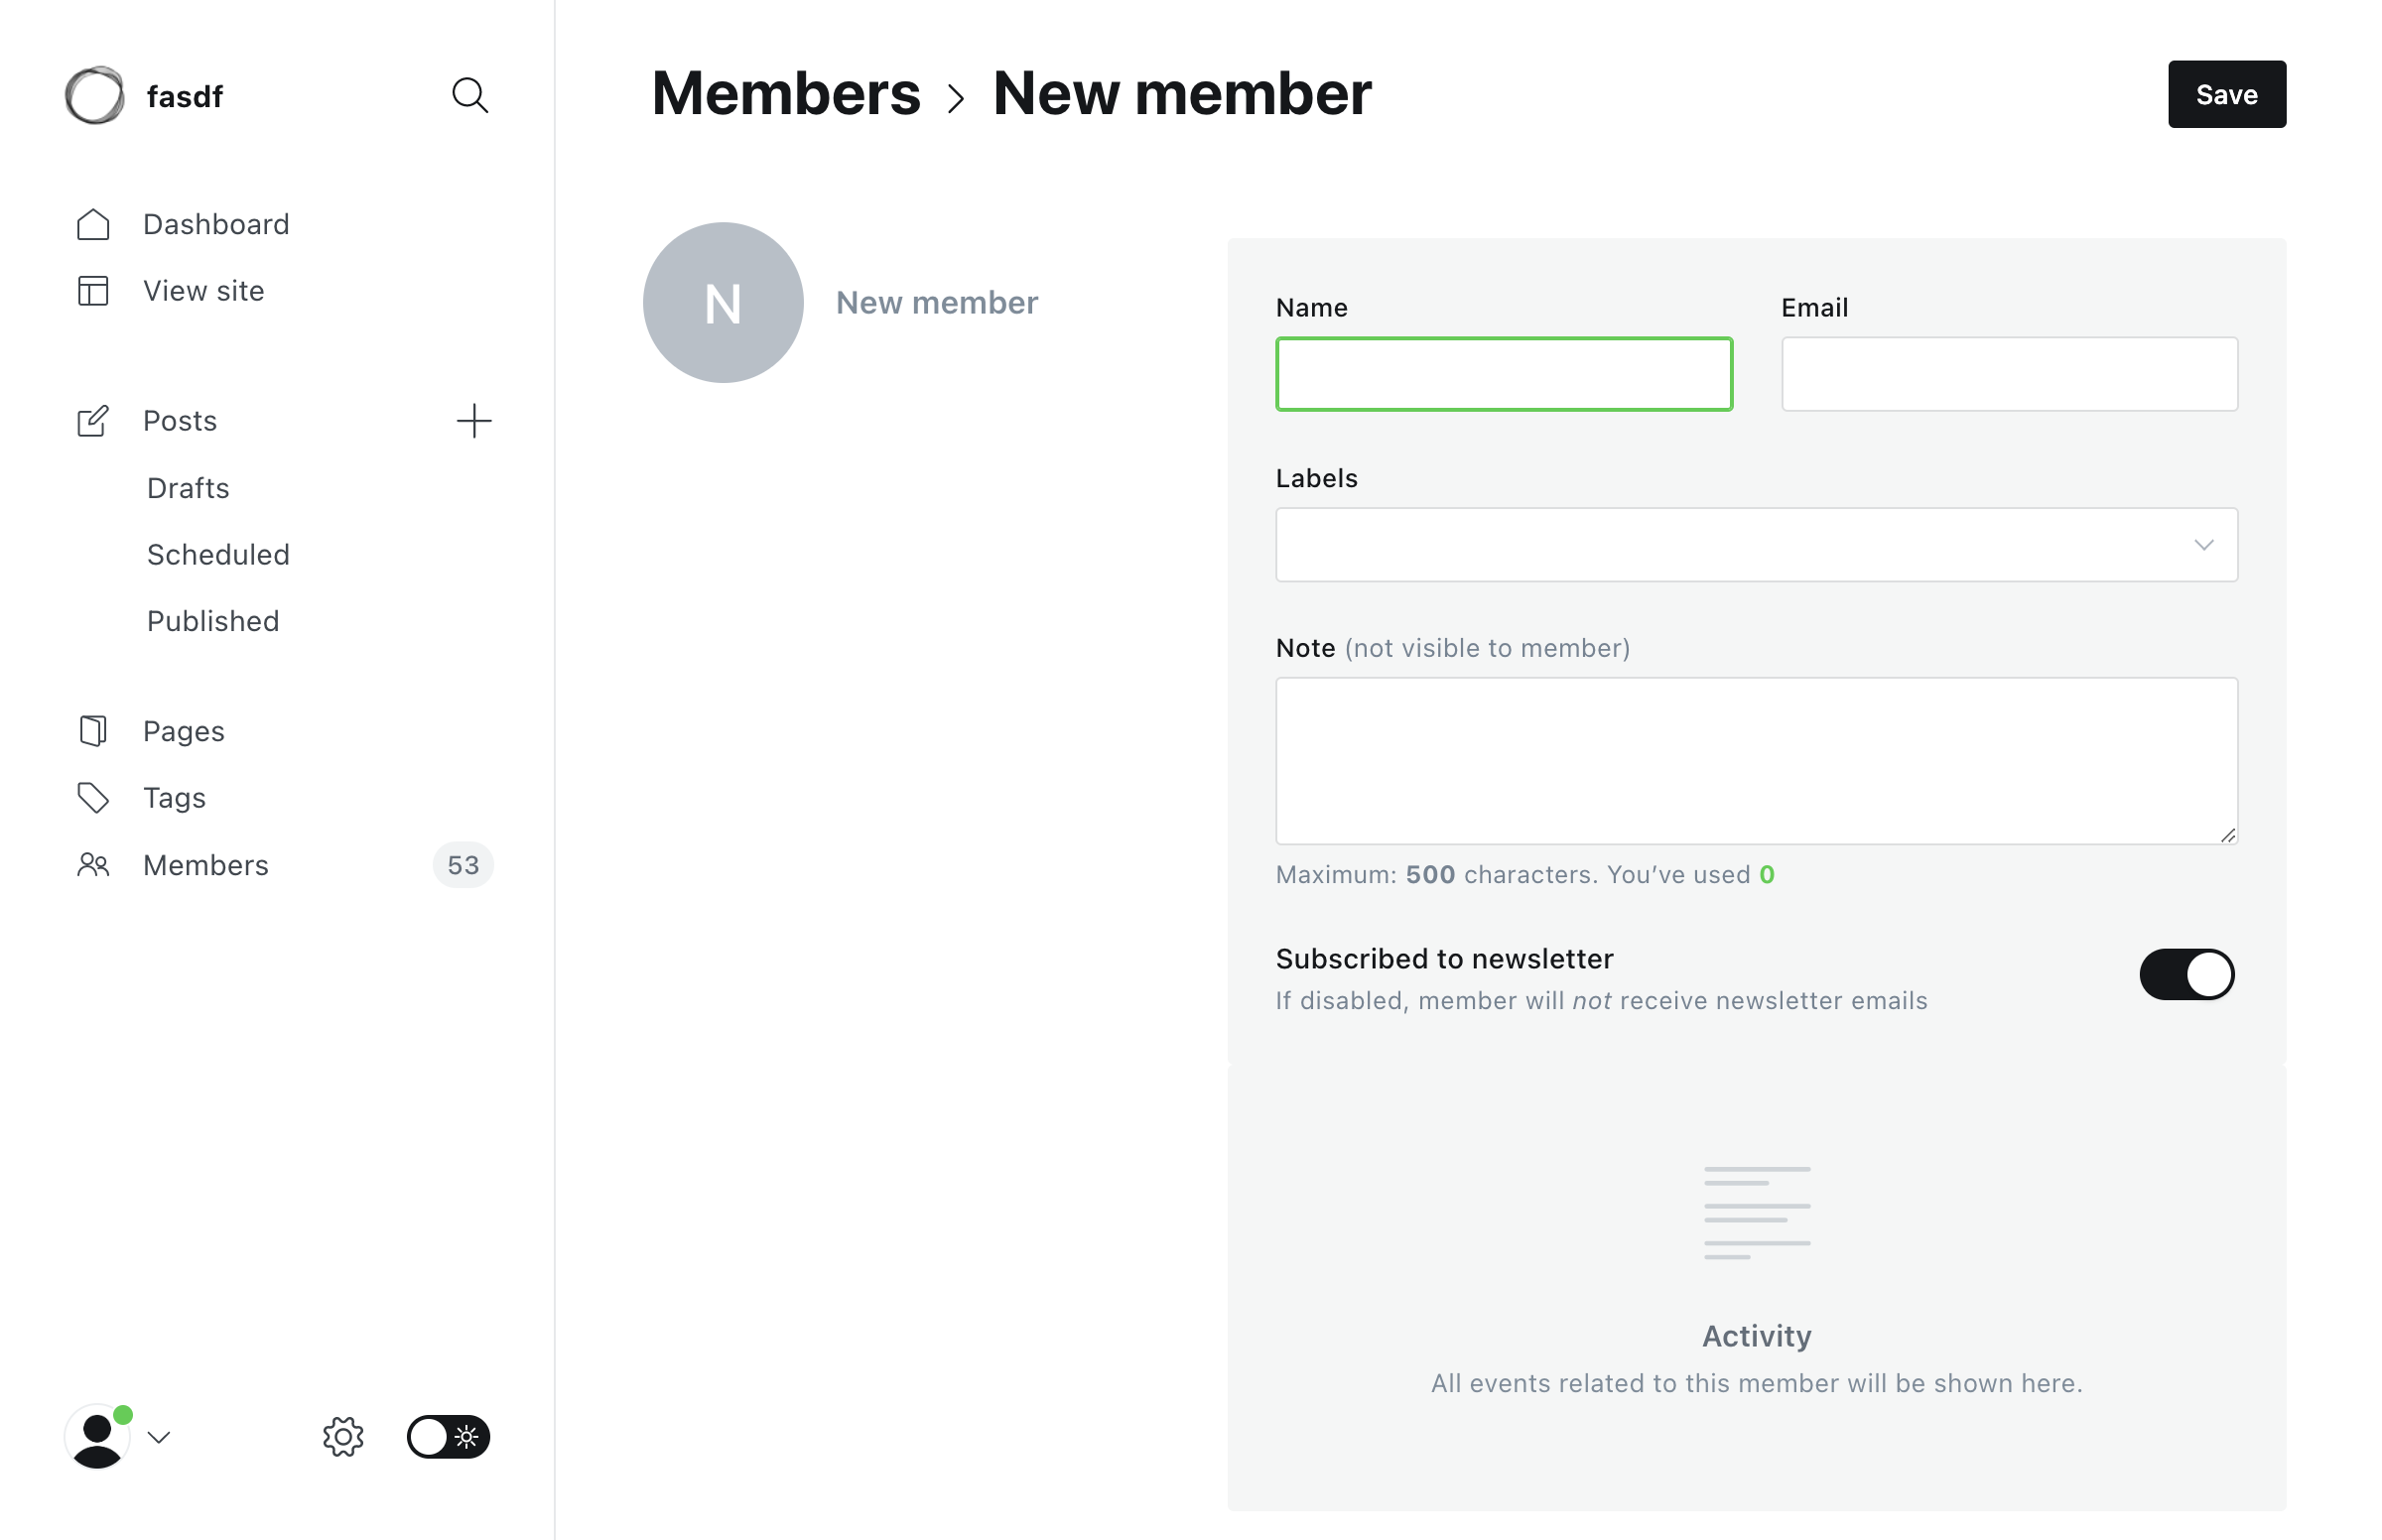 fasdf
Dashboard
View site
Posts
Drafts
Scheduled
Published
Pages
Tags
Members 53
Members > New member
Save
N
New member
Name
Email
Labels
Note (not visible to member)
Maximum: 500 characters. You’ve used 0
Subscribed to newsletter
If disabled, member will not receive newsletter emails
Activity
All events related to this member will be shown here.